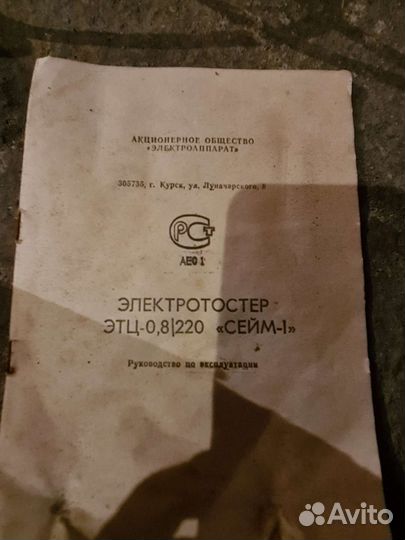 АКЦИОНЕРНОЕ ОБЩЕСТВО
«ЭЛЕКТРОАППАРАТ»
305735, г. Курск, ул. Луначарского, 8
РСТ
АЕ01
ЭЛЕКТРОТОСТЕР
ЭТЦ-0,8|220 «СЕЙМ-1»
Руководство по эксплуатации
Avito